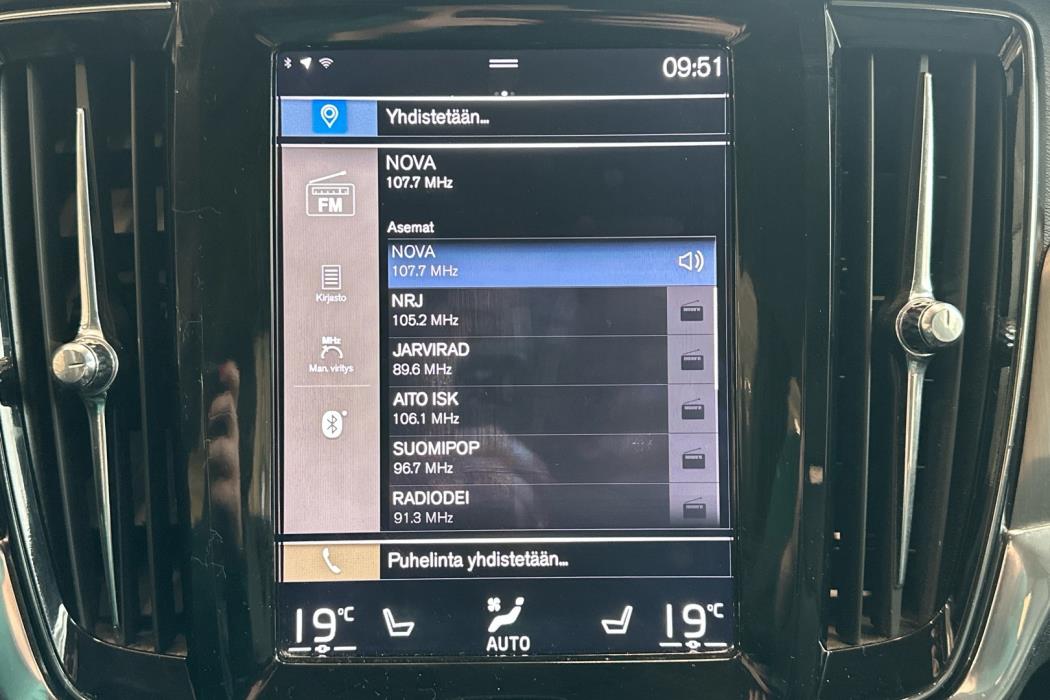 09:51
Yhdistetään...
NOVA
107.7 MHz
FM
Asemat
NOVA
107.7 MHz
Kirjasto
NRJ
105.2 MHz
MHz
Man. viritys
JARVIRAD
89.6 MHz
AITO ISK
106.1 MHz
SUOMIPOP
96.7 MHz
RADIODEI
91.3 MHz
Puhelinta yhdistetään...
19°C
AUTO
19°C